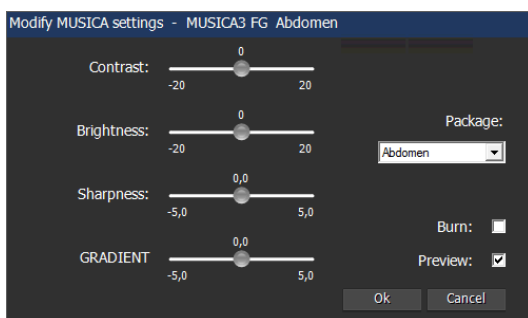 Modify MUSICA settings - MUSICA3 FG Abdomen
Contrast:
0
-20 20
Brightness:
0
-20 20
Sharpness:
0,0
-5,0 5,0
GRADIENT
0,0
-5,0 5,0
Package:
Abdomen
Burn:
Preview:
Ok Cancel